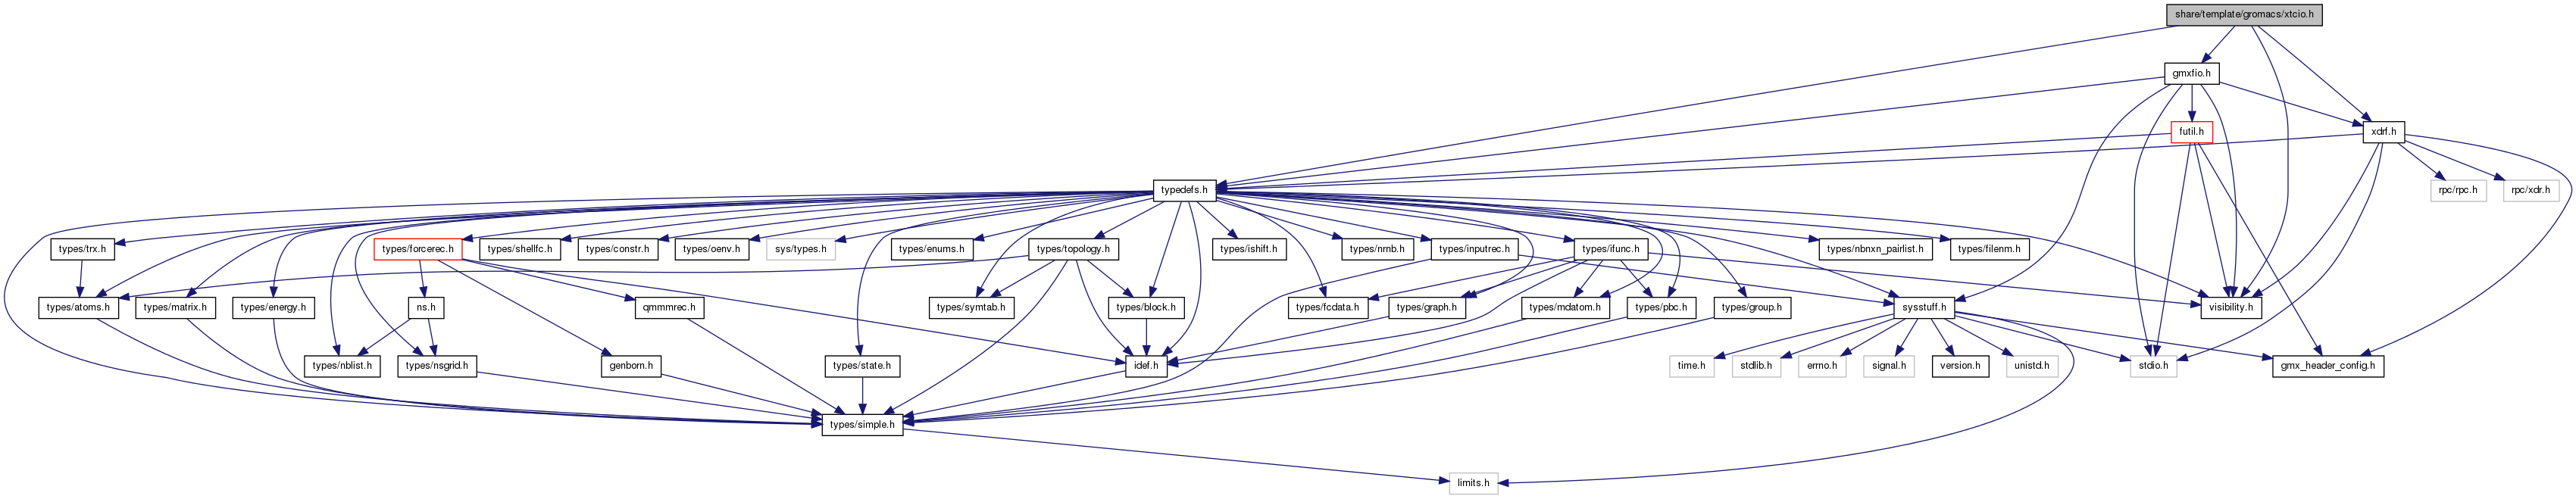 share/template/gromacs/xtcio.h
gmxfio.h
futil.h
xdrf.h
typedefs.h
rpc/rpc.h
rpc/xdr.h
types/trx.h
types/forcerec.h
types/shellfc.h
types/constr.h
types/oenv.h
sys/types.h
types/enums.h
types/topology.h
types/ishift.h
types/nrnb.h
types/inputrec.h
types/ifunc.h
types/nbnxn_pairlist.h
types/filenm.h
types/atoms.h
types/matrix.h
types/energy.h
ns.h
qmmmrec.h
types/symtab.h
types/block.h
types/fcdata.h
types/graph.h
types/mdatom.h
types/pbc.h
types/group.h
sysstuff.h
visibility.h
types/nblist.h
types/nsgrid.h
genborn.h
types/state.h
idef.h
time.h
stdlib.h
errno.h
signal.h
version.h
unistd.h
stdio.h
gmx_header_config.h
types/simple.h
limits.h